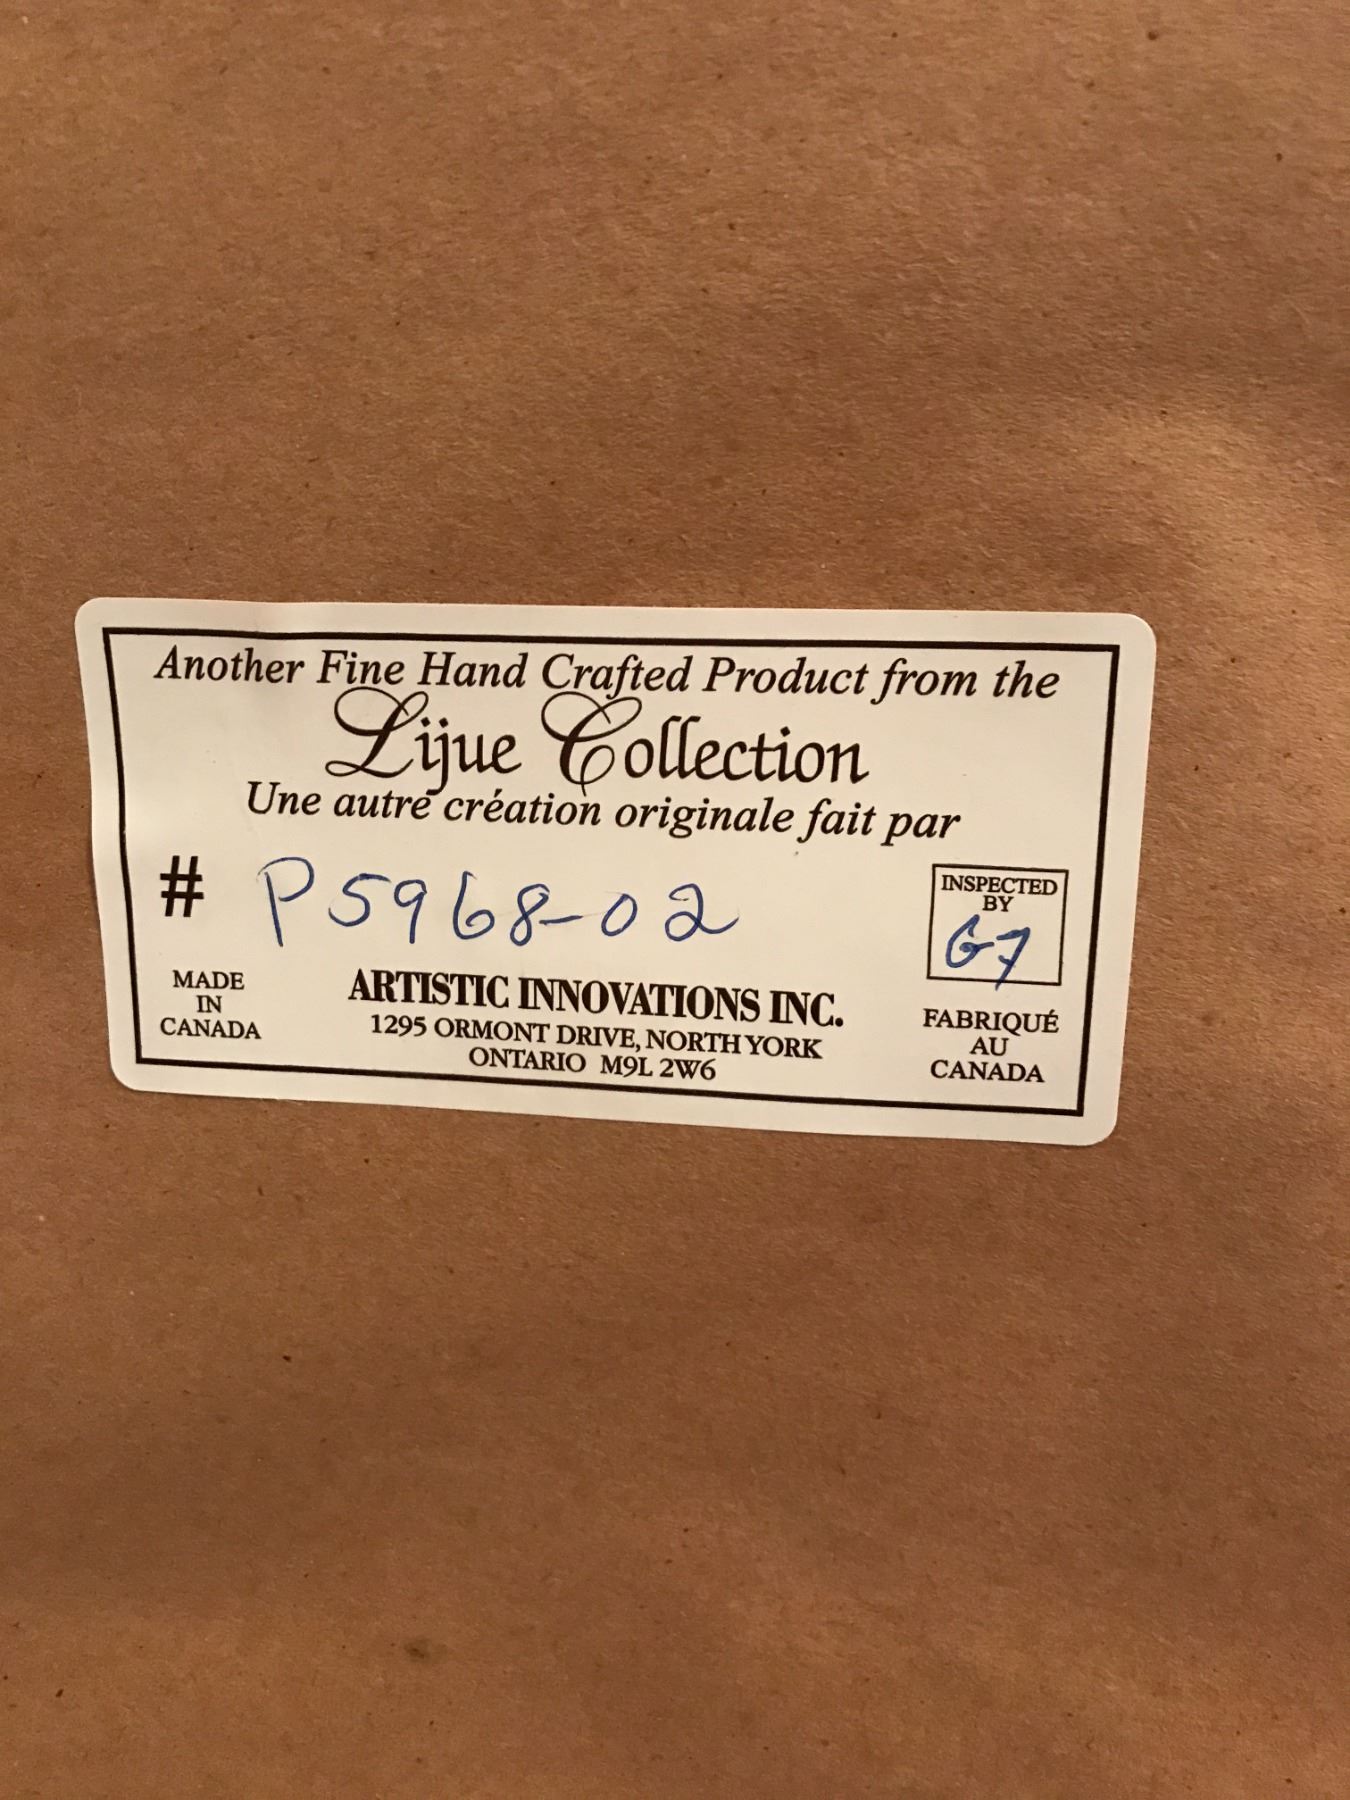 Another Fine Hand Crafted Product from the
Lijue Collection
Une autre création originale fait par
# P5968-02
INSPECTED
BY
G7
MADE
IN
CANADA
ARTISTIC INNOVATIONS INC.
1295 ORMONT DRIVE, NORTH YORK
ONTARIO M9L 2W6
FABRIQUÉ
AU
CANADA